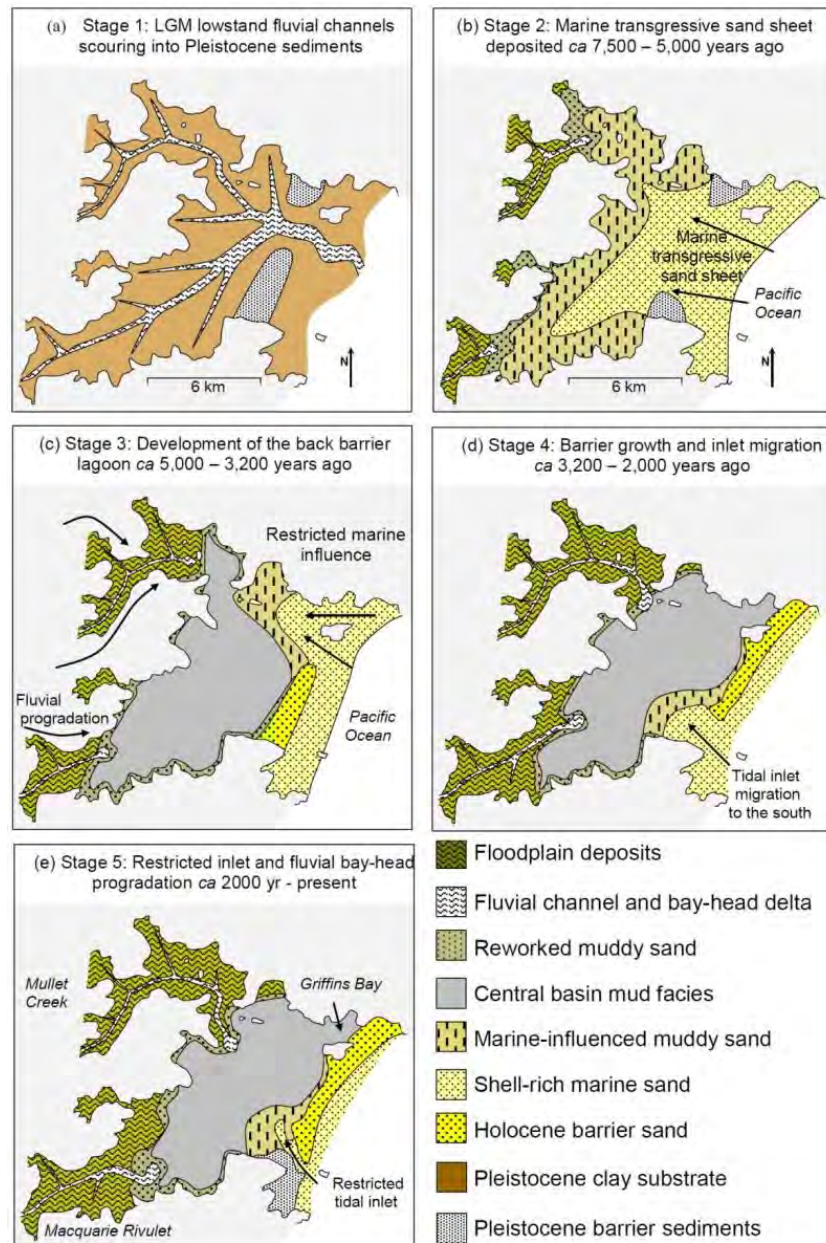 (a) Stage 1: LGM lowstand fluvial channels
scouring into Pleistocene sediments
6 km
N
(b) Stage 2: Marine transgressive sand sheet
deposited ca 7,500 – 5,000 years ago
Marine
transgressive
sand sheet
Pacific
Ocean
6 km
N
(c) Stage 3: Development of the back barrier
lagoon ca 5,000 – 3,200 years ago
Restricted marine
influence
Fluvial
progradation
Pacific
Ocean
(d) Stage 4: Barrier growth and inlet migration
ca 3,200 – 2,000 years ago
Tidal inlet
migration
to the south
(e) Stage 5: Restricted inlet and fluvial bay-head
progradation ca 2000 yr - present
Mullet
Creek
Griffins Bay
Restricted
tidal inlet
Macquarie Rivulet
Floodplain deposits
Fluvial channel and bay-head delta
Reworked muddy sand
Central basin mud facies
Marine-influenced muddy sand
Shell-rich marine sand
Holocene barrier sand
Pleistocene clay substrate
Pleistocene barrier sediments